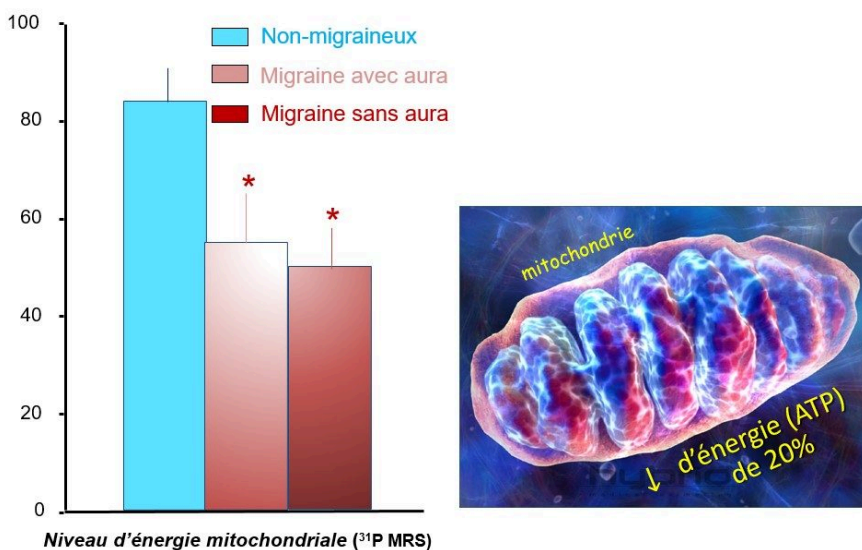 100
80
60
40
20
0
Non-migraineux
Migraine avec aura
Migraine sans aura
*
*
Niveau d’énergie mitochondriale (³¹P MRS)
mitochondrie
↓ d’énergie (ATP)
de 20%